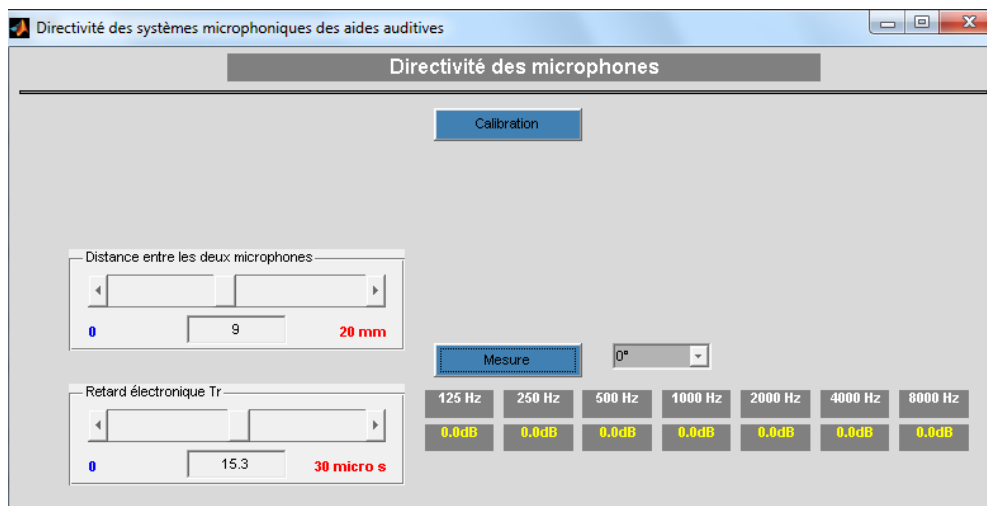 Directivité des systèmes microphoniques des aides auditives
Directivité des microphones
Calibration
Distance entre les deux microphones
0 9 20 mm
Mesure 0°
Retard électronique Tr
0 15.3 30 micro s
125 Hz 250 Hz 500 Hz 1000 Hz 2000 Hz 4000 Hz 8000 Hz
0.0dB 0.0dB 0.0dB 0.0dB 0.0dB 0.0dB 0.0dB